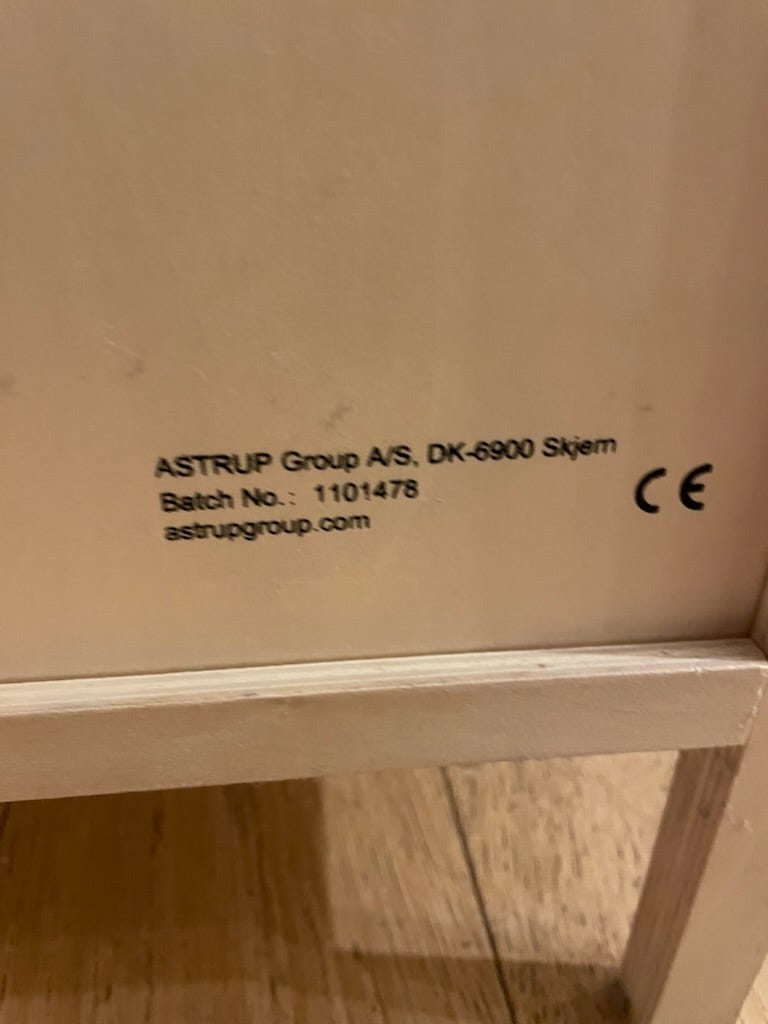 ASTRUP Group A/S, DK-6900 Skjern
Batch No.: 1101478
astrupgroup.com
CE